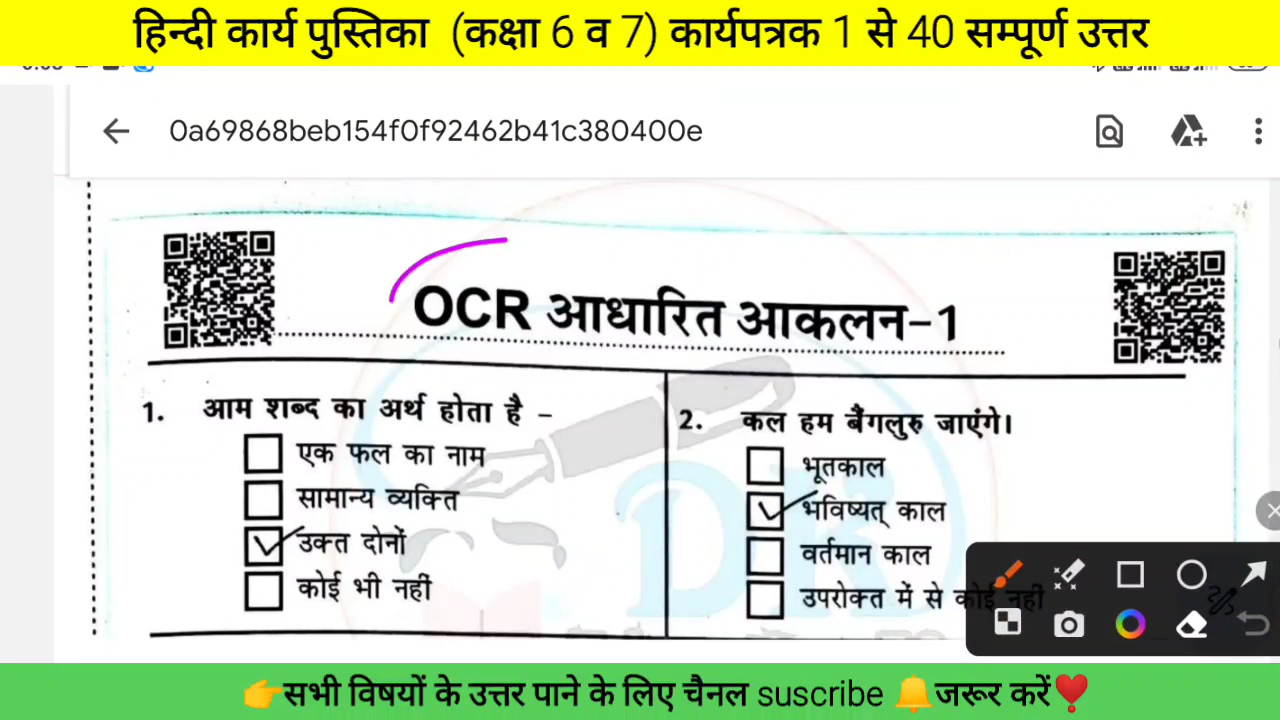 हिन्दी कार्य पुस्तिका (कक्षा 6 व 7) कार्यपत्रक 1 से 40 सम्पूर्ण उत्तर
0a69868beb154f0f92462b41c380400e
OCR आधारित आकलन-1
1. आम शब्द का अर्थ होता है -
एक फल का नाम
सामान्य व्यक्ति
उक्त दोनों
कोई भी नहीं
2. कल हम बैंगलुरु जाएंगे।
भूतकाल
भविष्यत् काल
वर्तमान काल
उपरोक्त में से कोई नहीं
👉सभी विषयों के उत्तर पाने के लिए चैनल suscribe 🔔जरूर करें❣️